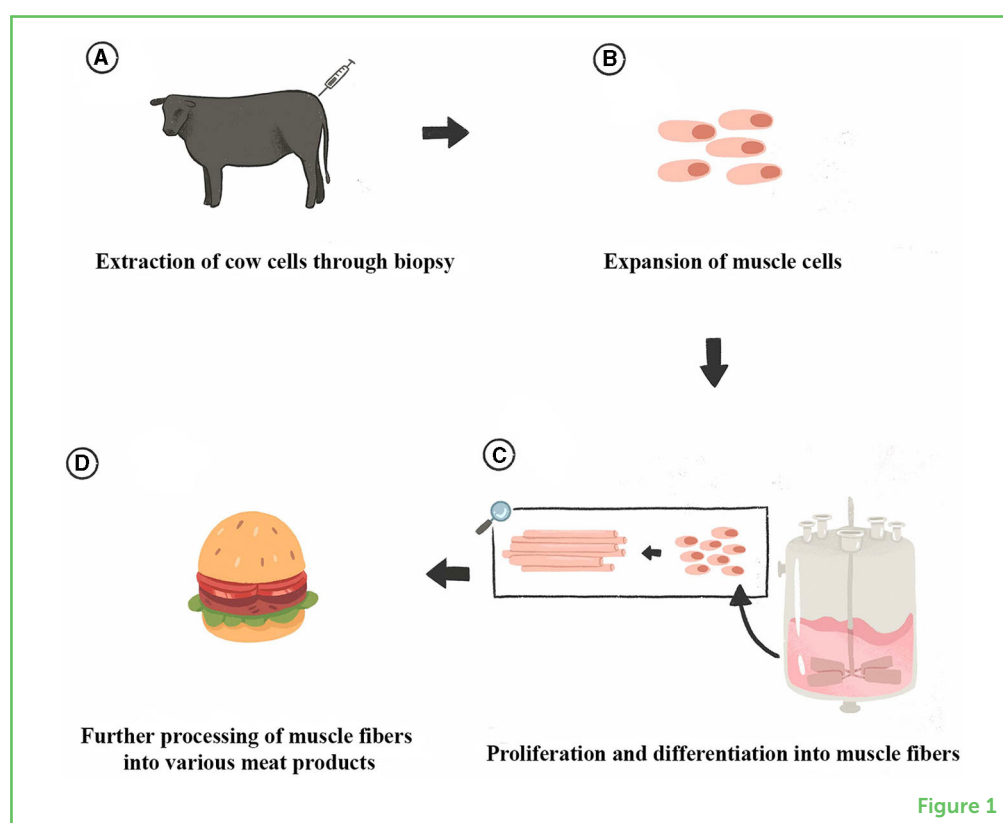 A
Extraction of cow cells through biopsy
B
Expansion of muscle cells
C
Proliferation and differentiation into muscle fibers
D
Further processing of muscle fibers
into various meat products
Figure 1